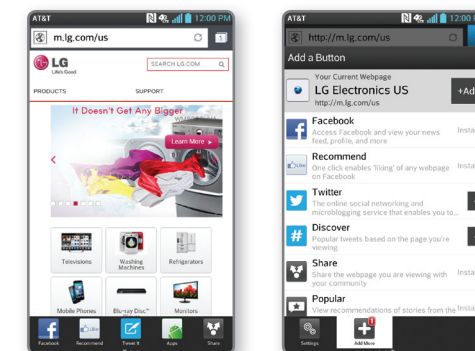 AT&T
12:00 PM
m.lg.com/us
1
LG
Life's Good
SEARCH LG.COM
PRODUCTS
SUPPORT
It Doesn't Get Any Bigger
Learn More
Televisions
Washing
Machines
Refrigerators
Mobile Phones
Blu-ray Disc™
Monitors
Facebook
Recommend
Apps
Share
AT&T
12:00 P
http://m.lg.com/us
Add a Button
Your Current Webpage
LG Electronics US
http://m.lg.com/us
+Add
Facebook
Access Facebook and view your news
feed, profile, and more
Insta
Recommend
One click enables 'liking' of any webpage
on Facebook
Insta
Twitter
The online social networking and
microblogging service that enables you to...
Discover
Popular tweets based on the page you're
viewing
Share
Share the webpage you are viewing with
your community
Insta
Popular
View recommendations of stories from the
Insta
Settings
Add More